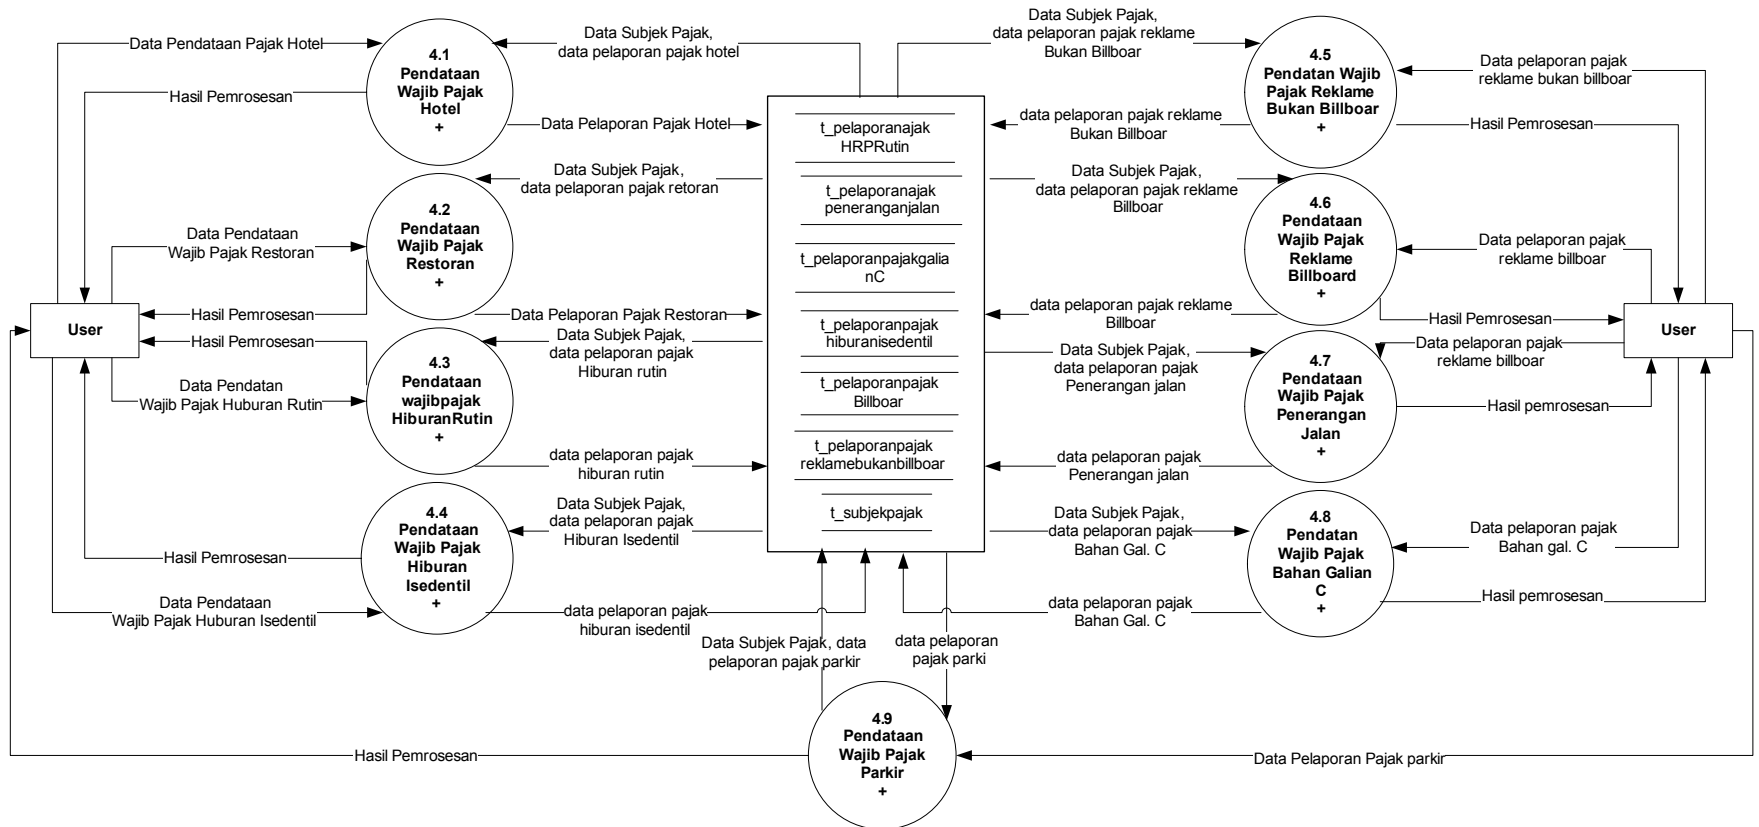 Data Pendataan Pajak Hotel
Hasil Pemrosesan
4.1
Pendataan
Wajib Pajak
Hotel
+
Data Subjek Pajak,
data pelaporan pajak hotel
Data Pelaporan Pajak Hotel
Data Subjek Pajak,
data pelaporan pajak retoran
4.2
Pendataan
Wajib Pajak
Restoran
+
Data Pendataan
Wajib Pajak Restoran
Hasil Pemrosesan
Data Pelaporan Pajak Restoran
User
Hasil Pemrosesan
Data Subjek Pajak,
data pelaporan pajak
Hiburan rutin
4.3
Pendataan
wajibpajak
HiburanRutin
+
Data Pendatan
Wajib Pajak Huburan Rutin
data pelaporan pajak
hiburan rutin
4.4
Pendataan
Wajib Pajak
Hiburan
Isedentil
+
Data Subjek Pajak,
data pelaporan pajak
Hiburan Isedentil
Hasil Pemrosesan
Data Pendataan
Wajib Pajak Huburan Isedentil
data pelaporan pajak
hiburan isedentil
t_pelaporanajak
HRPRutin
t_pelaporanajak
peneranganjalan
t_pelaporanpajakgalia
nC
t_pelaporanpajak
hiburanisedentil
t_pelaporanpajak
Billboar
t_pelaporanpajak
reklamebukanbillboar
t_subjekpajak
Data Subjek Pajak,
data pelaporan pajak reklame
Bukan Billboar
4.5
Pendatan Wajib
Pajak Reklame
Bukan Billboar
+
Data pelaporan pajak
reklame bukan billboar
data pelaporan pajak reklame
Bukan Billboar
Hasil Pemrosesan
Data Subjek Pajak,
data pelaporan pajak reklame
Billboar
4.6
Pendataan
Wajib Pajak
Reklame
Billboard
+
Data pelaporan pajak
reklame billboar
data pelaporan pajak reklame
Billboar
Hasil Pemrosesan
User
Data Subjek Pajak,
data pelaporan pajak
Penerangan jalan
4.7
Pendataan
Wajib Pajak
Penerangan
Jalan
+
Data pelaporan pajak
reklame billboar
Hasil pemrosesan
data pelaporan pajak
Penerangan jalan
Data Subjek Pajak,
data pelaporan pajak
Bahan Gal. C
4.8
Pendatan
Wajib Pajak
Bahan Galian
C
+
Data pelaporan pajak
Bahan gal. C
Hasil pemrosesan
data pelaporan pajak
Bahan Gal. C
Data Subjek Pajak, data
pelaporan pajak parkir
data pelaporan
pajak parki
4.9
Pendataan
Wajib Pajak
Parkir
+
Hasil Pemrosesan
Data Pelaporan Pajak parkir